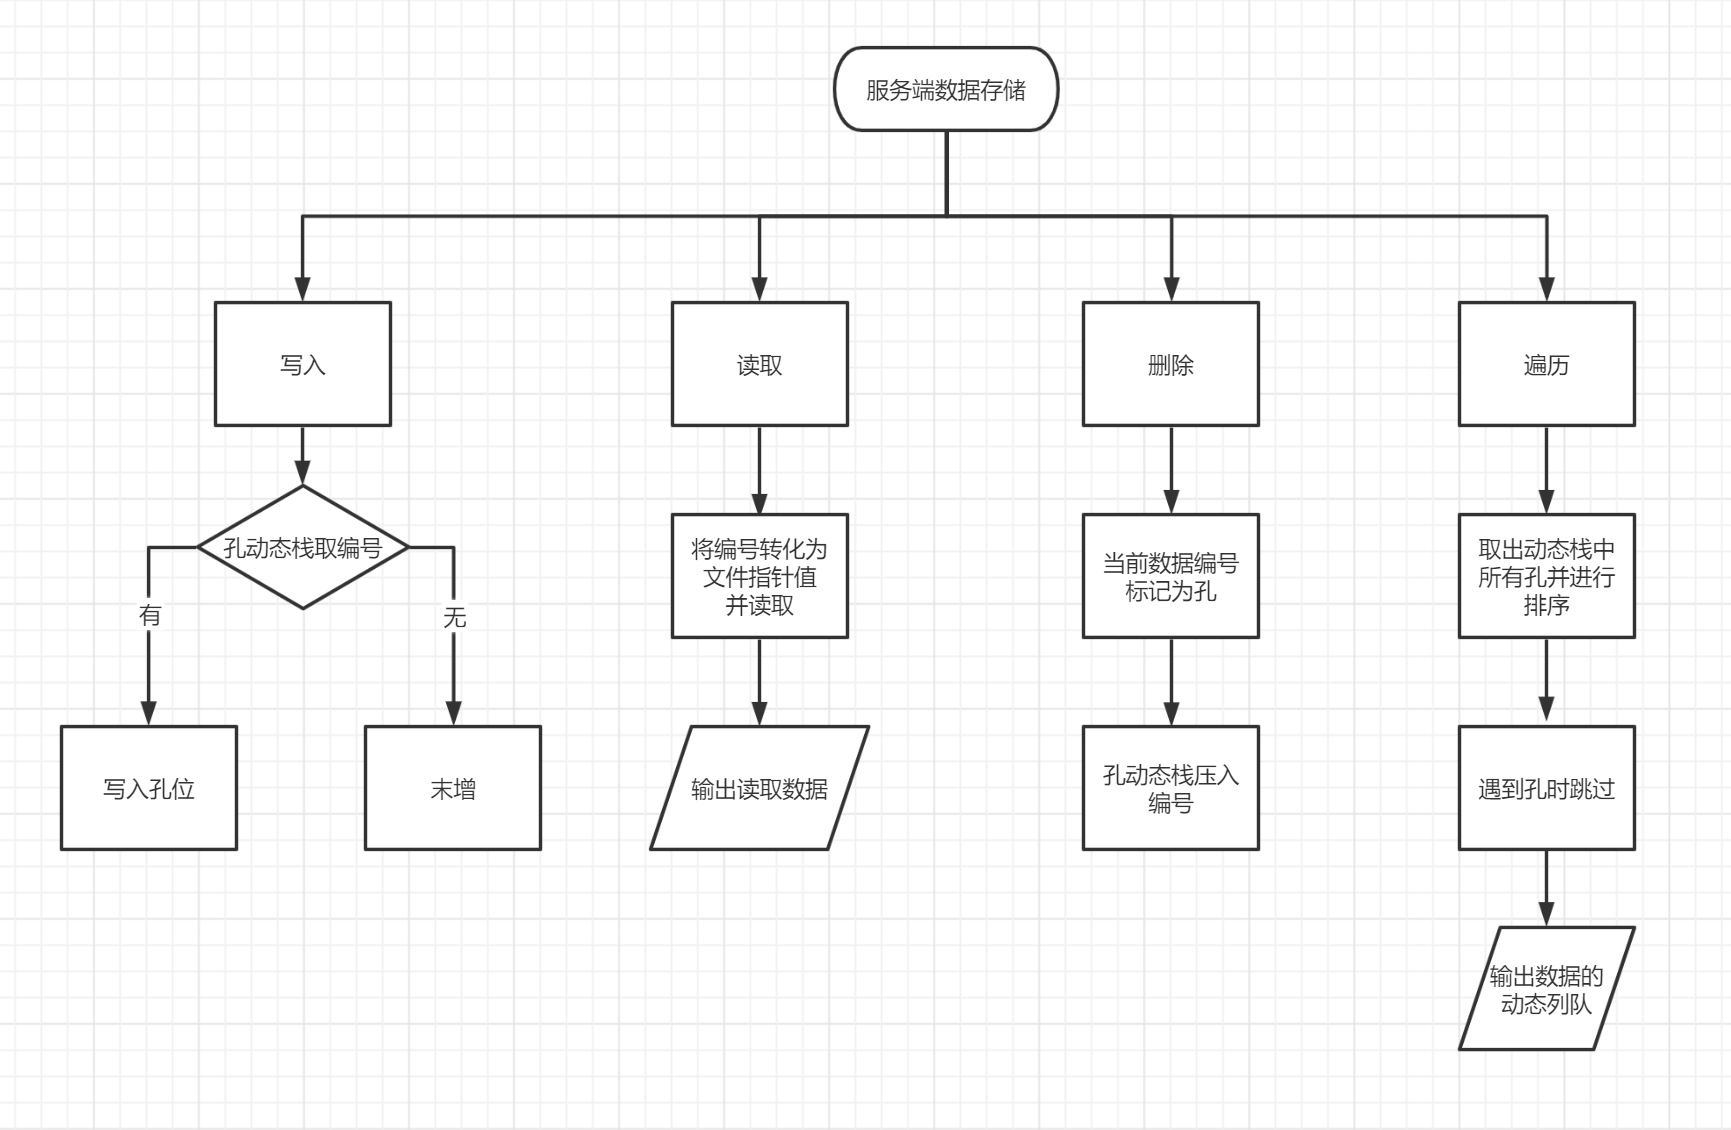 服务端数据存储
写入
读取
删除
遍历
孔动态栈取编号
有
无
将编号转化为
文件指针值
并读取
当前数据编号
标记为孔
取出动态栈中
所有孔并进行
排序
写入孔位
末增
输出读取数据
孔动态栈压入
编号
遇到孔时跳过
输出数据的
动态列队